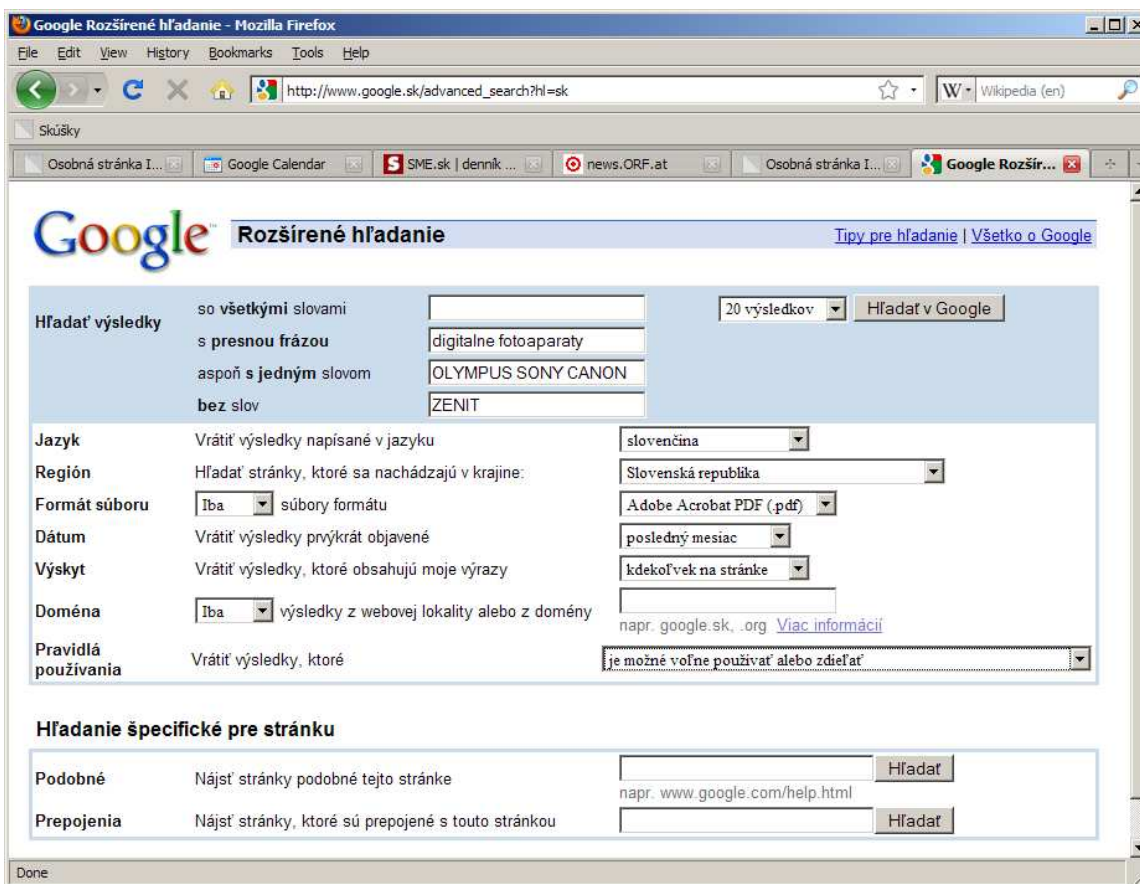 Google Rozšírené hľadanie - Mozilla Firefox
File Edit View History Bookmarks Tools Help
http://www.google.sk/advanced_search?hl=sk W Wikipedia (en)
Skúšky
Osobná stránka I... Google Calendar S SME.sk | denník ... news.ORF.at Osobná stránka I... Google Rozšír...
Google™ Rozšírené hľadanie Tipy pre hľadanie | Všetko o Google
Hľadať výsledky so všetkými slovami 20 výsledkov Hľadať v Google
s presnou frázou digitalne fotoaparaty
aspoň s jedným slovom OLYMPUS SONY CANON
bez slov ZENIT
Jazyk Vrátiť výsledky napísané v jazyku slovenčina
Región Hľadať stránky, ktoré sa nachádzajú v krajine: Slovenská republika
Formát súboru Iba súbory formátu Adobe Acrobat PDF (.pdf)
Dátum Vrátiť výsledky prvýkrát objavené posledný mesiac
Výskyt Vrátiť výsledky, ktoré obsahujú moje výrazy kdekoľvek na stránke
Doména Iba výsledky z webovej lokality alebo z domény
napr. google.sk, .org Viac informácií
Pravidlá používania Vrátiť výsledky, ktoré je možné voľne používať alebo zdieľať
Hľadanie špecifické pre stránku
Podobné Nájsť stránky podobné tejto stránke Hľadať
napr. www.google.com/help.html
Prepojenia Nájsť stránky, ktoré sú prepojené s touto stránkou Hľadať
Done